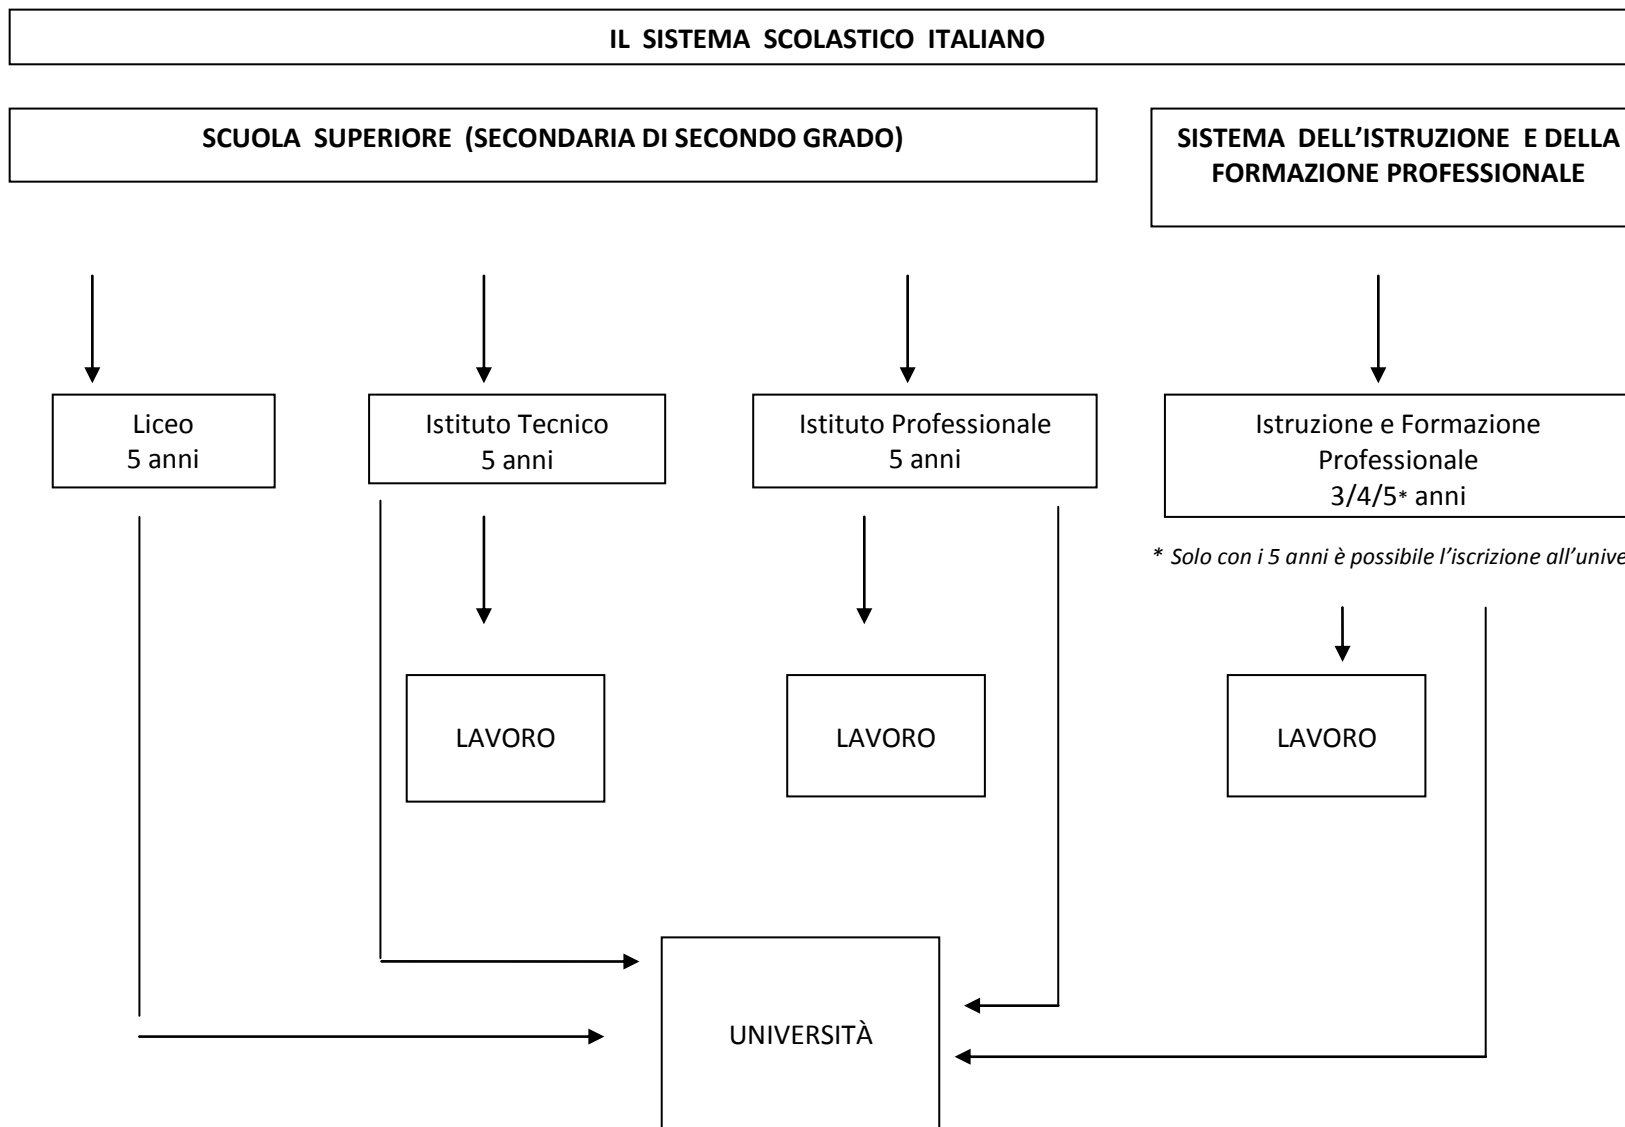 IL SISTEMA SCOLASTICO ITALIANO
SCUOLA SUPERIORE (SECONDARIA DI SECONDO GRADO)
SISTEMA DELL’ISTRUZIONE E DELLA
FORMAZIONE PROFESSIONALE
Liceo
5 anni
Istituto Tecnico
5 anni
Istituto Professionale
5 anni
Istruzione e Formazione
Professionale
3/4/5* anni
* Solo con i 5 anni è possibile l’iscrizione all’unive
LAVORO
LAVORO
LAVORO
UNIVERSITÀ